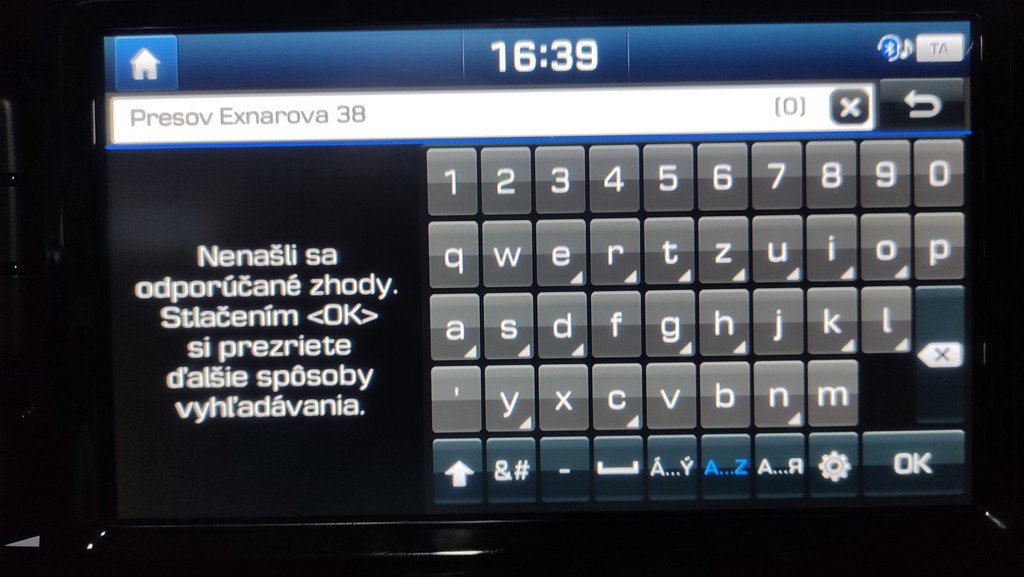 16:39
TA
Presov Exnarova 38 (0)
1 2 3 4 5 6 7 8 9 0
Nenašli sa
odporúčané zhody.
Stlačením <OK>
si prezriete
ďalšie spôsoby
vyhľadávania.
q w e r t z u i o p
a s d f g h j k l
' y x c v b n m
&# - Á...Ý A...Z А...Я OK